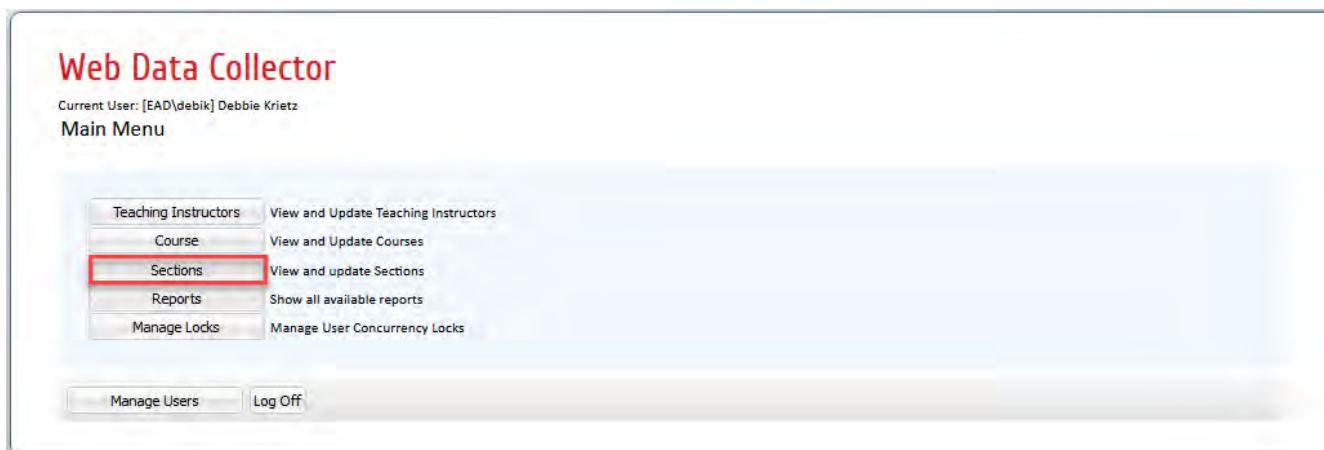 Web Data Collector
Current User: [EAD\debik] Debbie Krietz
Main Menu
Teaching Instructors View and Update Teaching Instructors
Course View and Update Courses
Sections View and update Sections
Reports Show all available reports
Manage Locks Manage User Concurrency Locks
Manage Users Log Off